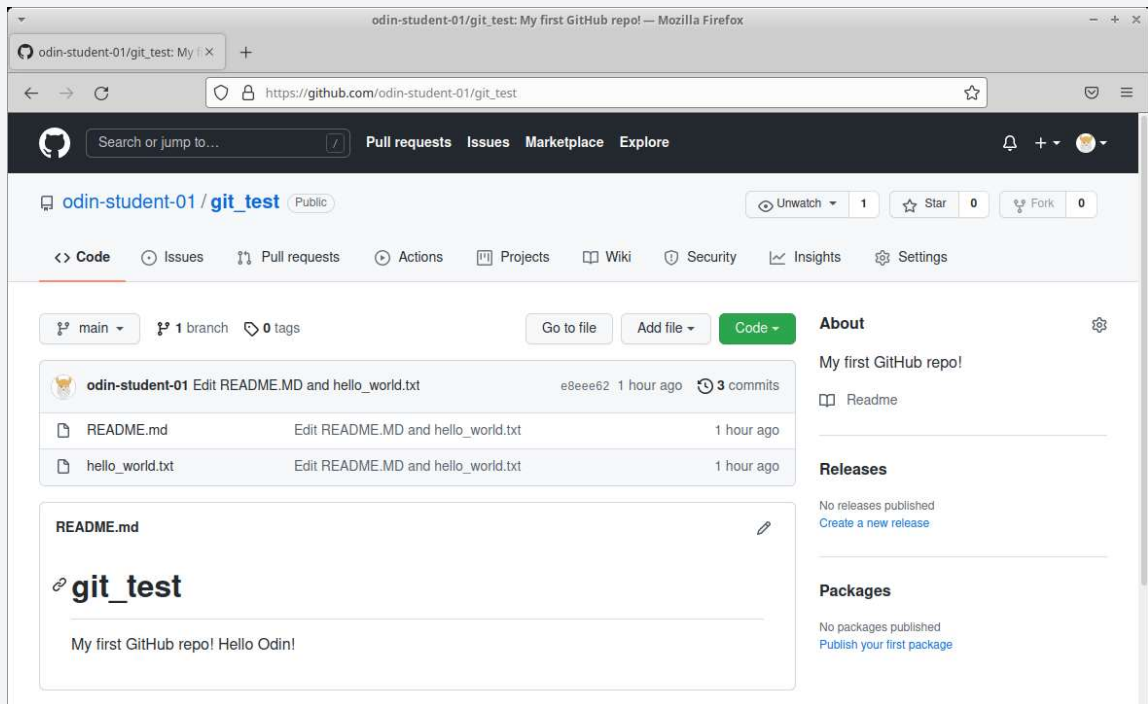 odin-student-01/git_test: My first GitHub repo! — Mozilla Firefox
odin-student-01/git_test: My f
https://github.com/odin-student-01/git_test
Search or jump to... / Pull requests Issues Marketplace Explore
odin-student-01 / git_test Public Unwatch 1 Star 0 Fork 0
Code Issues Pull requests Actions Projects Wiki Security Insights Settings
main 1 branch 0 tags Go to file Add file Code
odin-student-01 Edit README.MD and hello_world.txt e8eee62 1 hour ago 3 commits
README.md Edit README.MD and hello_world.txt 1 hour ago
hello_world.txt Edit README.MD and hello_world.txt 1 hour ago
README.md
git_test
My first GitHub repo! Hello Odin!
About
My first GitHub repo!
Readme
Releases
No releases published
Create a new release
Packages
No packages published
Publish your first package